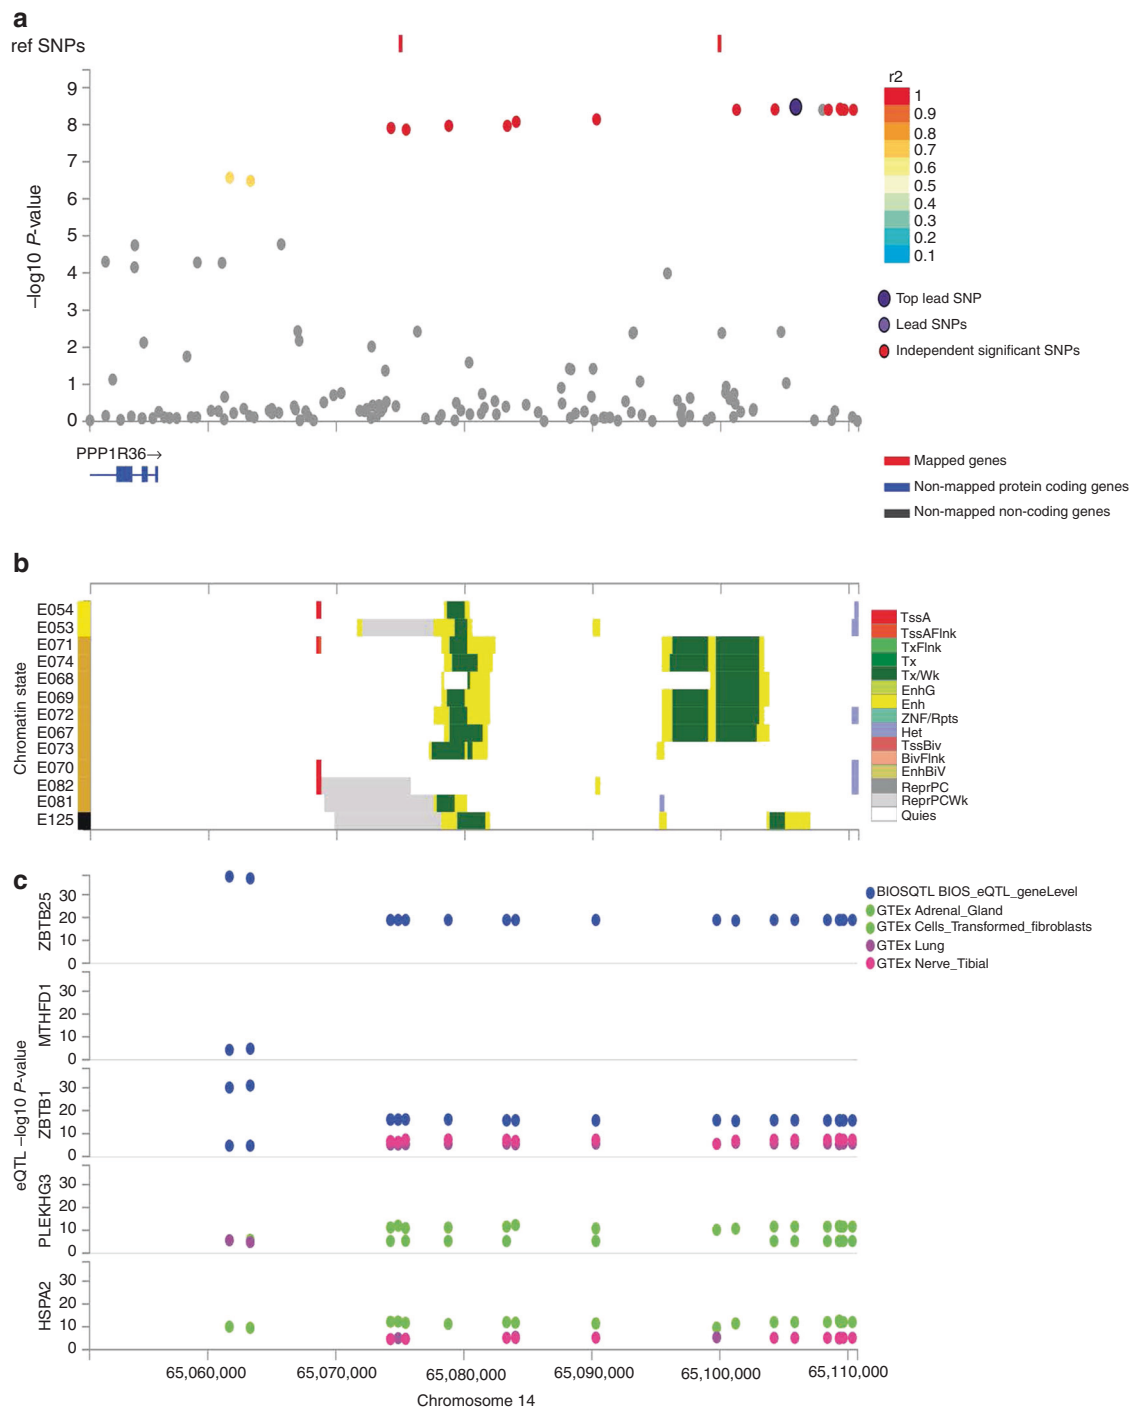 a
ref SNPs
9
8
7
6
5
4
3
2
1
0
–log10 P-value
r2
1
0.9
0.8
0.7
0.6
0.5
0.4
0.3
0.2
0.1
Top lead SNP
Lead SNPs
Independent significant SNPs
PPP1R36→
Mapped genes
Non-mapped protein coding genes
Non-mapped non-coding genes
b
Chromatin state
E054
E053
E071
E074
E068
E069
E072
E067
E073
E070
E082
E081
E125
TssA
TssAFlnk
TxFlnk
Tx
Tx/Wk
EnhG
Enh
ZNF/Rpts
Het
TssBiv
BivFlnk
EnhBiV
ReprPC
ReprPCWk
Quies
c
eQTL –log10 P-value
ZBTB25
30
20
10
0
MTHFD1
30
20
10
0
ZBTB1
30
20
10
0
PLEKHG3
30
20
10
0
HSPA2
30
20
10
0
BIOSQTL BIOS_eQTL_geneLevel
GTEx Adrenal_Gland
GTEx Cells_Transformed_fibroblasts
GTEx Lung
GTEx Nerve_Tibial
65,060,000
65,070,000
65,080,000
65,090,000
65,100,000
65,110,000
Chromosome 14